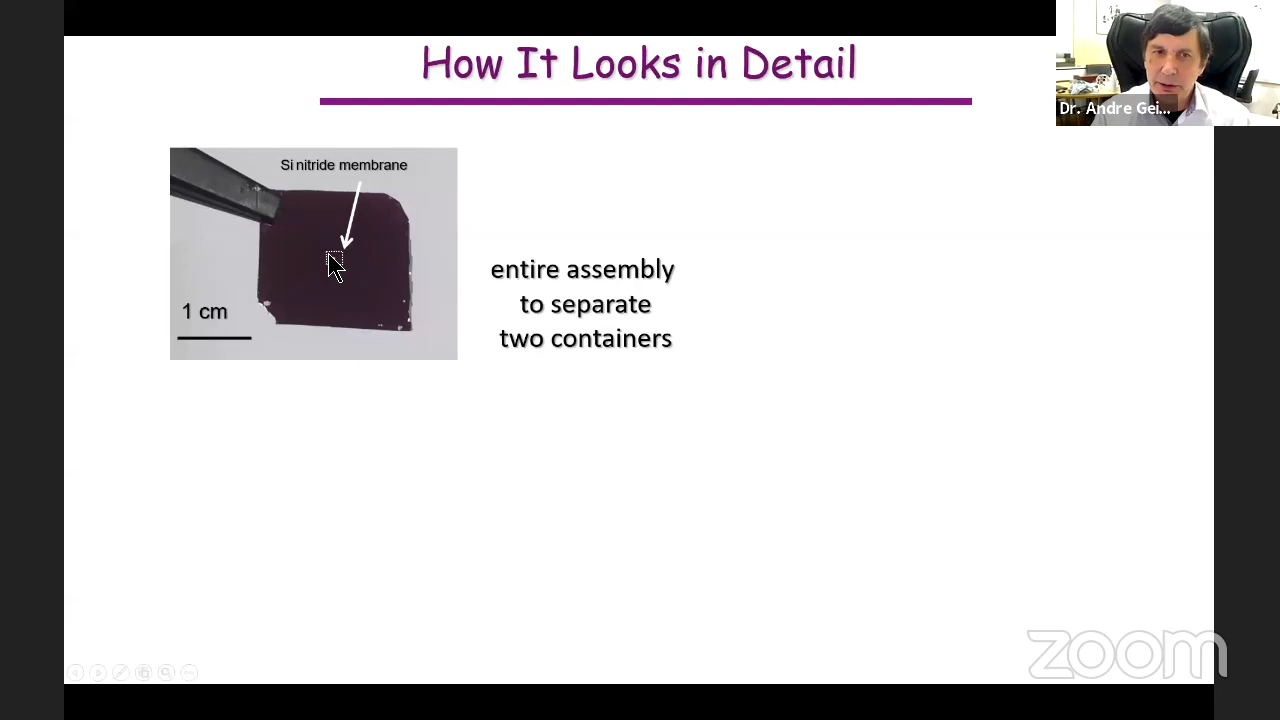 How It Looks in Detail
Dr. Andre Gei...
Si nitride membrane
1 cm
entire assembly
to separate
two containers
zoom